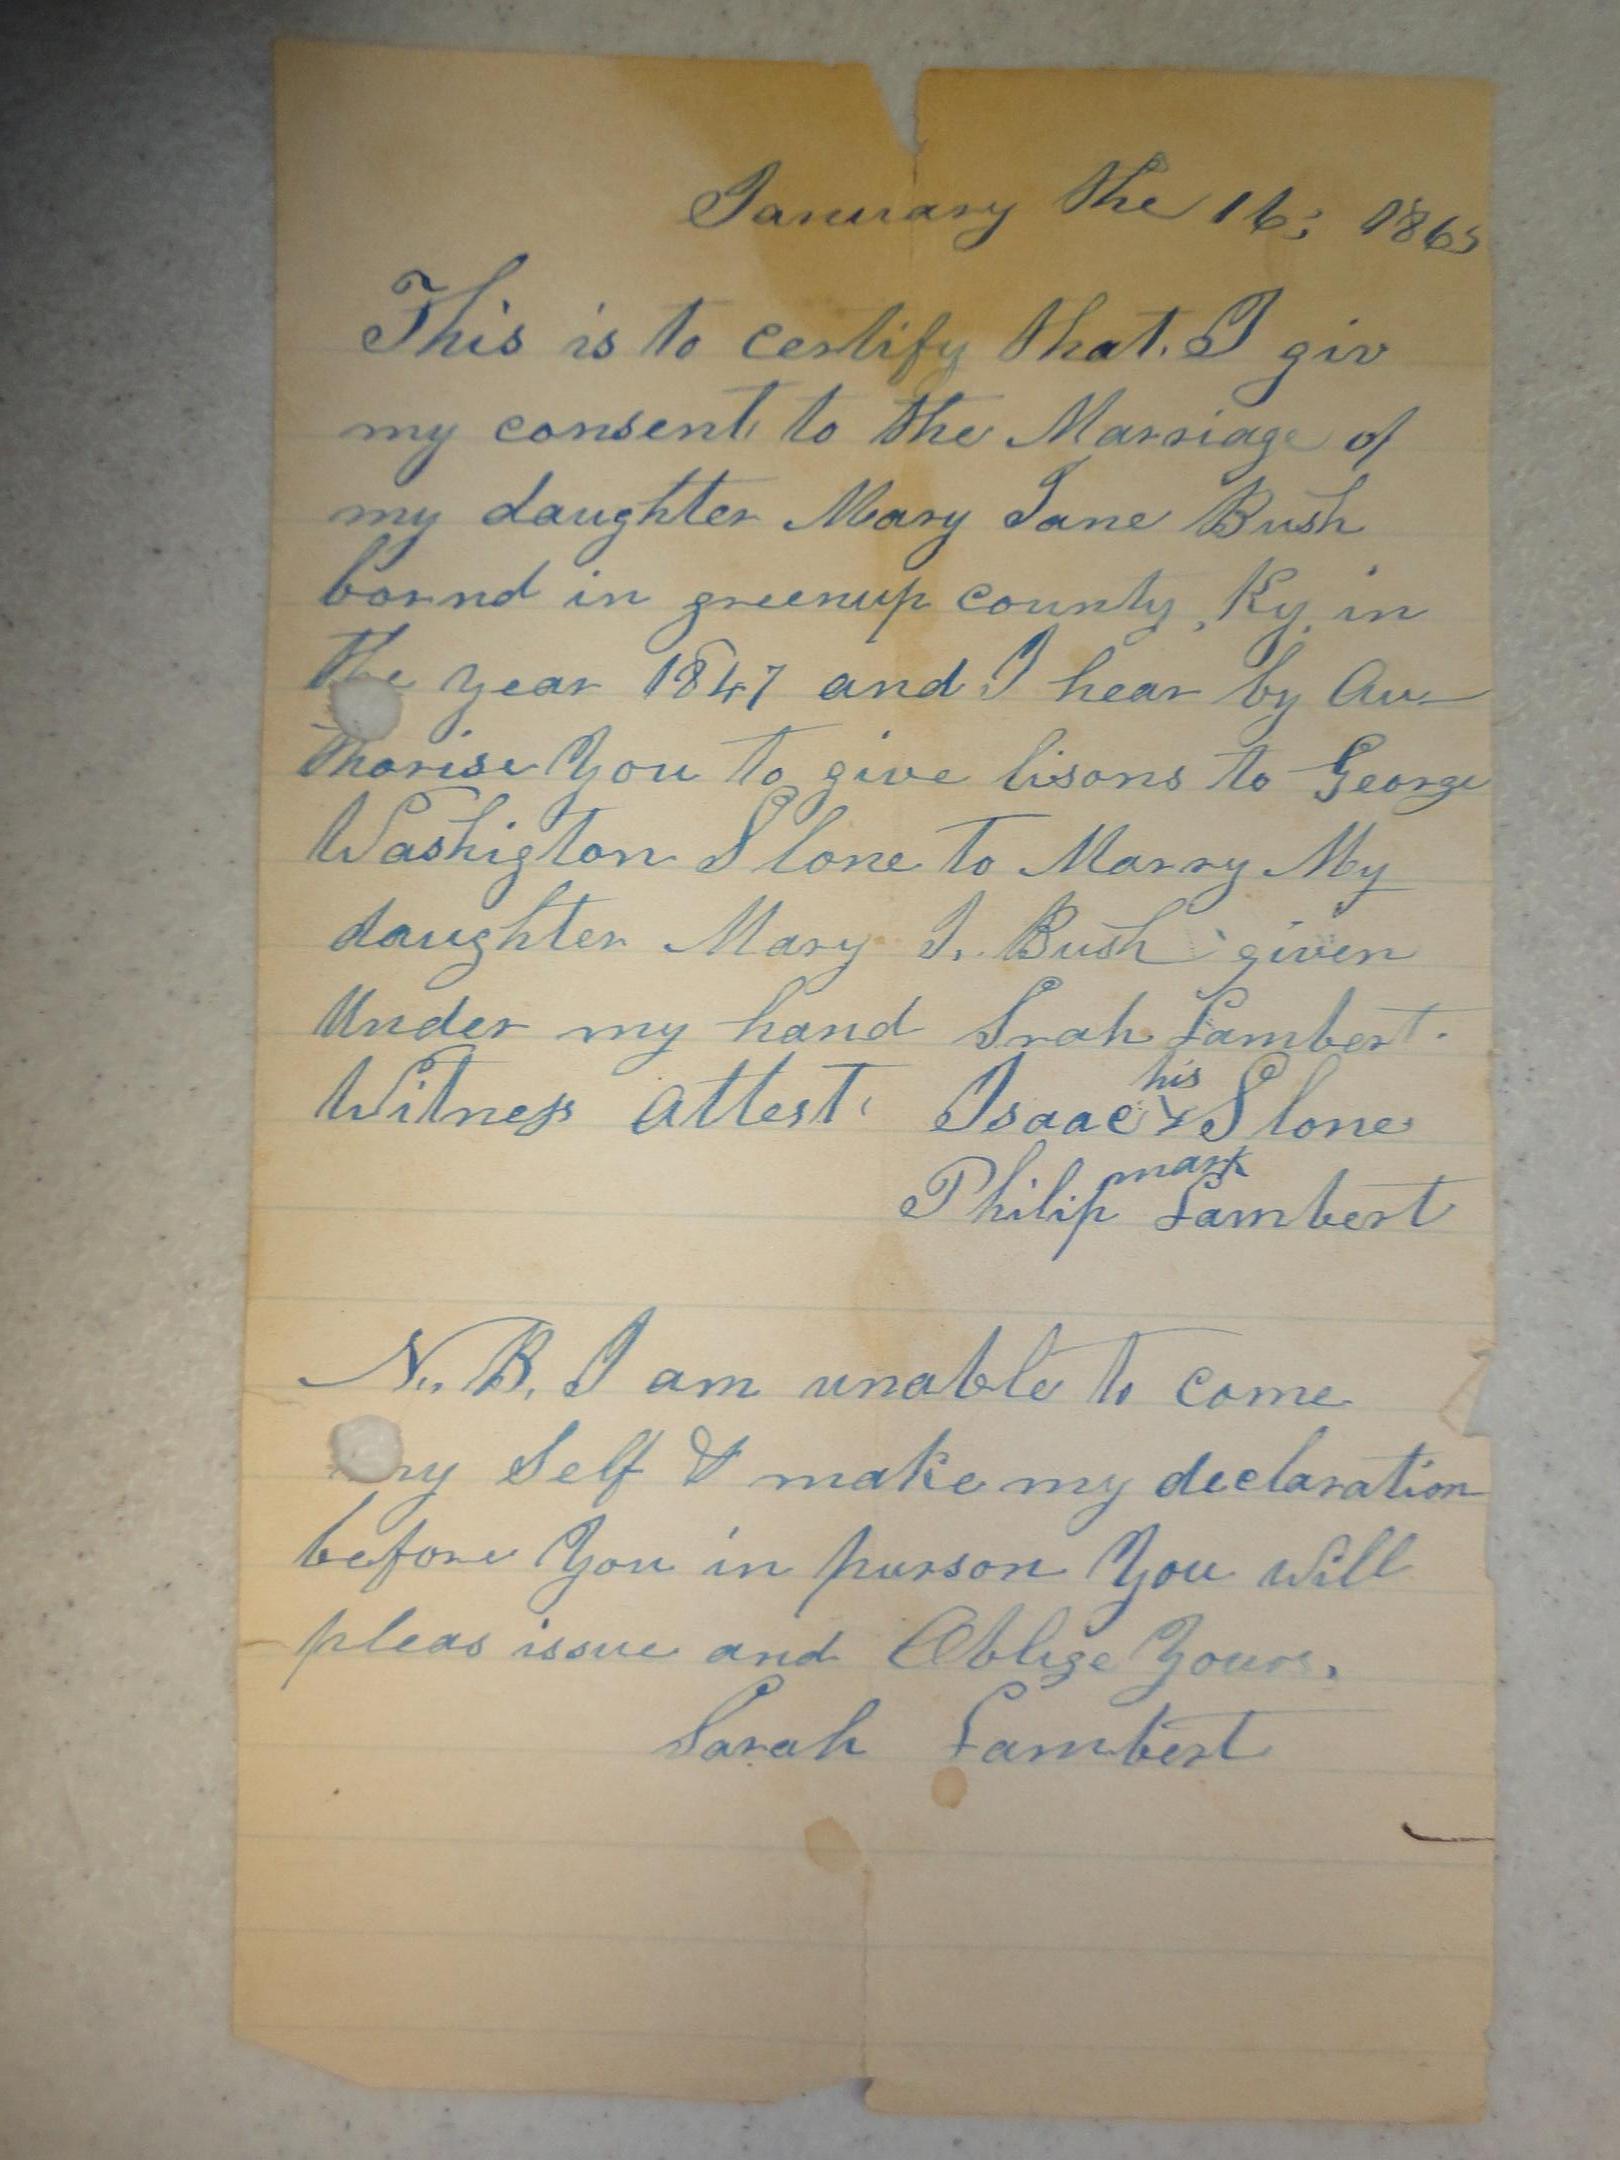 January the 16; 1865
This is to certify that. I giv
my consent to the Marriage of
my daughter Mary Jane Bush
bornd in greenup county, Ky, in
the year 1847 and I hear by Au-
thorise You to give lisons to George
Washigton Slone to Marry My
daughter Mary J. Bush given
Under my hand Srah Lambert.
his
Witness attest. Isaac x Slone
mark
Philip Lambert
N. B. I am unable to come
my Self & make my declaration
before You in purson You will
pleas issue and Oblige Yours,
Sarah Lambert